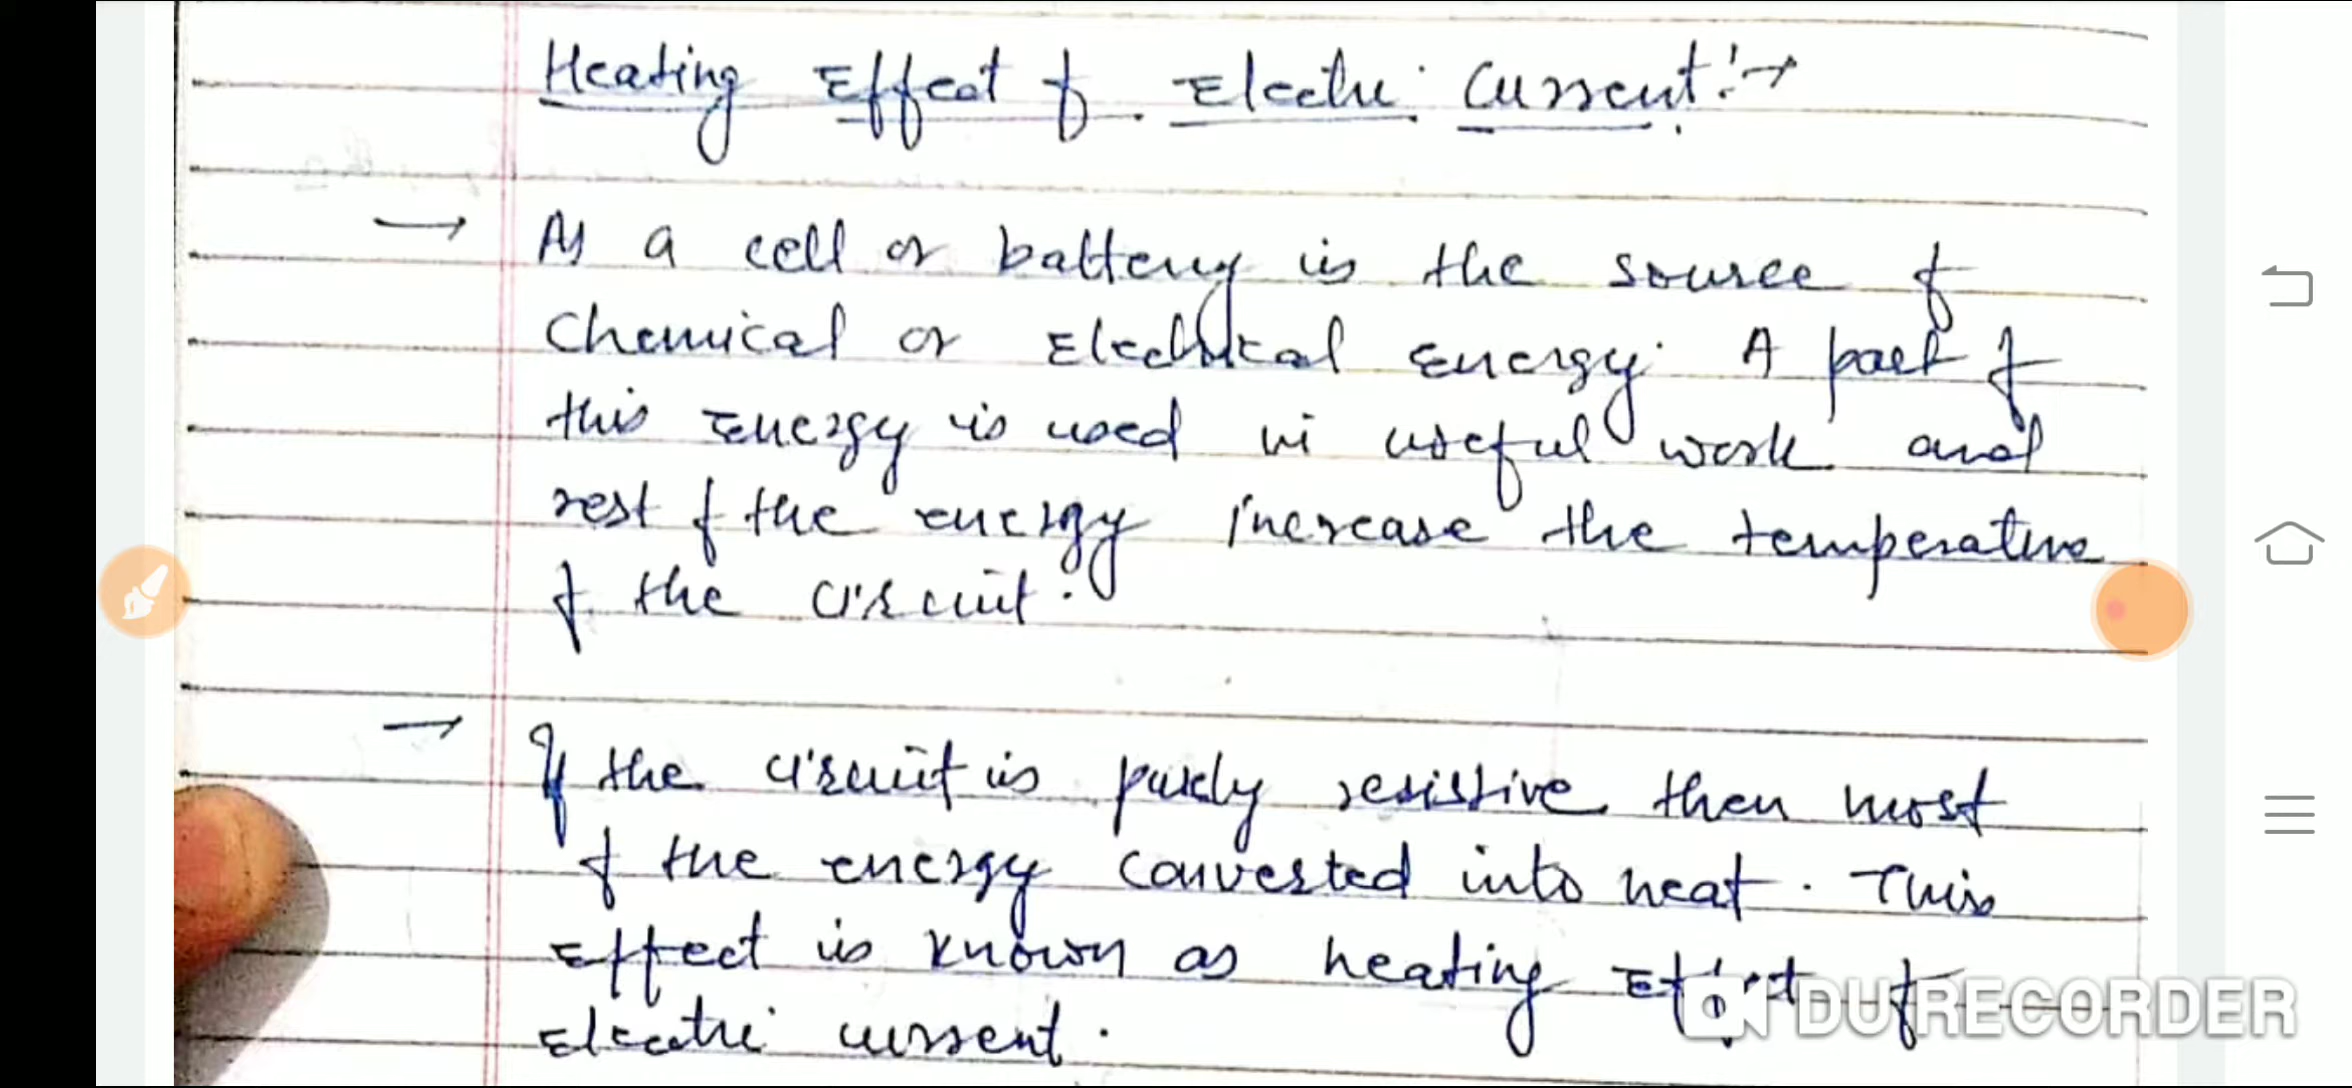 Heating Effect of Electric Current:→
→ As a cell or battery is the source of
Chemical or Electrical Energy. A part of
this Energy is used in useful work and
rest of the energy increase the temperature
of the circuit.
→ If the circuit is purely resistive then most
of the energy converted into heat. This
Effect is known as heating Effect of
Electric current.
DU RECORDER